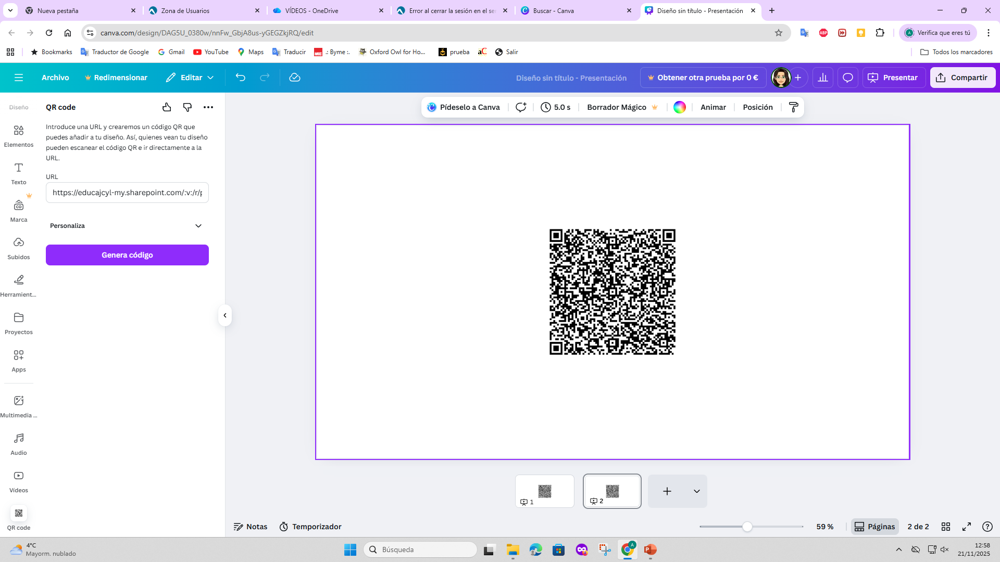 Nueva pestaña
Zona de Usuarios
VÍDEOS - OneDrive
Error al cerrar la sesión en el se
Buscar - Canva
Diseño sin título - Presentación
canva.com/design/DAG5U_0380w/nnFw_GbjA8us-yGEGZkjRQ/edit
ABP
A
Verifica que eres tú
Bookmarks
Traductor de Google
Gmail
YouTube
Maps
Traducir
ME
.: Byme :.
Oxford Owl for Ho...
prueba
aC
Salir
Todos los marcadores
Archivo
Redimensionar
Editar
Diseño sin título - Presentación
Obtener otra prueba por 0 €
Presentar
Compartir
Diseño
Elementos
Texto
Marca
Subidos
Herramient...
Proyectos
Apps
Multimedia ...
Audio
Vídeos
QR code
QR code
Introduce una URL y crearemos un código QR que
puedes añadir a tu diseño. Así, quienes vean tu diseño
pueden escanear el código QR e ir directamente a la
URL.
URL
https://educajcyl-my.sharepoint.com/:v:/r/p
Personaliza
Genera código
Pídeselo a Canva
5.0 s
Borrador Mágico
Animar
Posición
1
2
Notas
Temporizador
59 %
Páginas
2 de 2
4°C
Mayorm. nublado
Búsqueda
12:58
21/11/2025